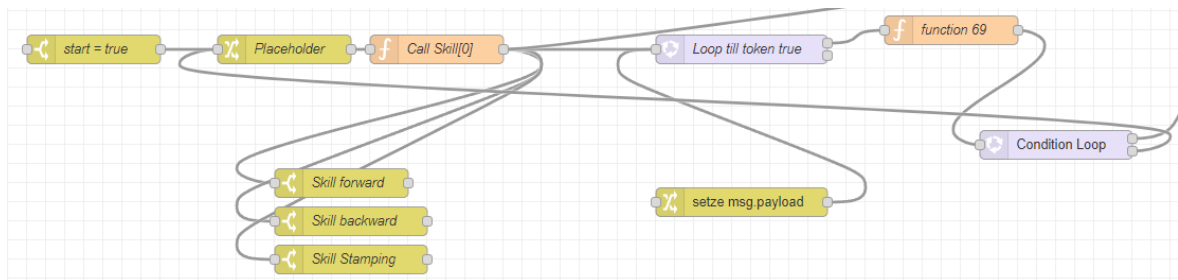 start = true
Placeholder
Call Skill[0]
Loop till token true
function 69
Condition Loop
Skill forward
setze msg.payload
Skill backward
Skill Stamping